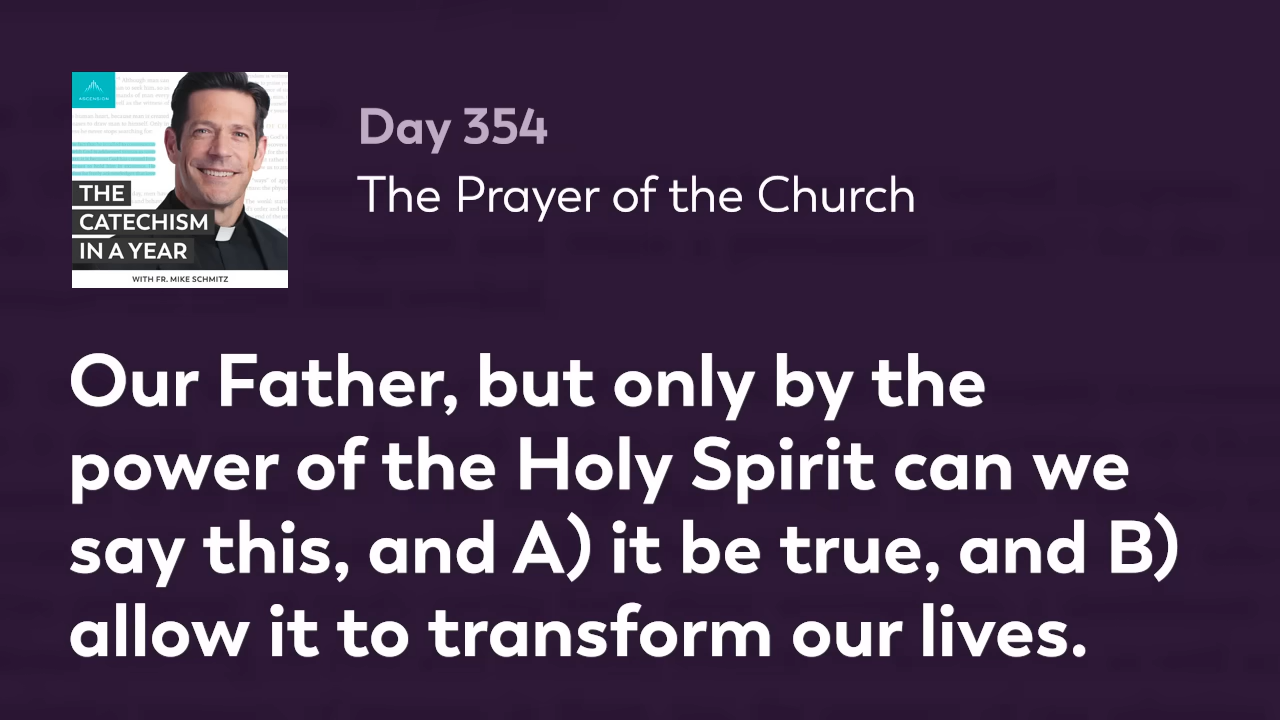 ASCENSION
THE
CATECHISM
IN A YEAR
WITH FR. MIKE SCHMITZ
Day 354
The Prayer of the Church
Our Father, but only by the
power of the Holy Spirit can we
say this, and A) it be true, and B)
allow it to transform our lives.